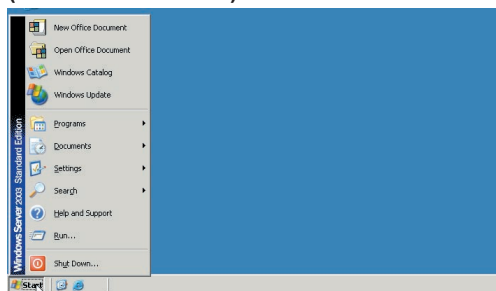 New Office Document
Open Office Document
Windows Catalog
Windows Update
Programs
Documents
Settings
Search
Help and Support
Run...
Shut Down...
Windows Server 2003 Standard Edition
Start